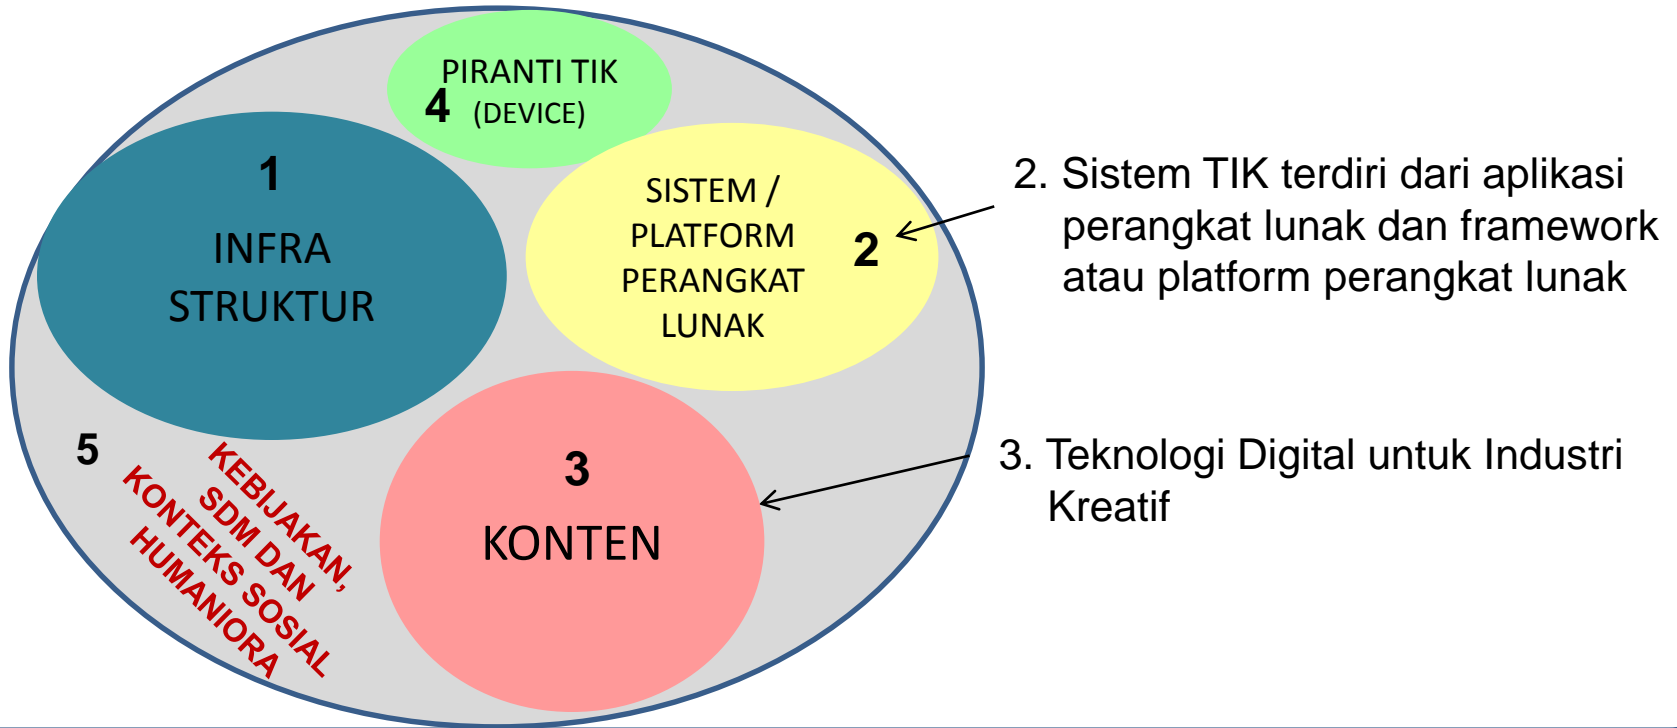 PIRANTI TIK
4 (DEVICE)
1
INFRA
STRUKTUR
SISTEM /
PLATFORM
PERANGKAT
LUNAK
2
2. Sistem TIK terdiri dari aplikasi
perangkat lunak dan framework
atau platform perangkat lunak
3
KONTEN
3. Teknologi Digital untuk Industri
Kreatif
5
KEBIJAKAN,
SDM DAN
KONTEKS SOSIAL
HUMANIORA